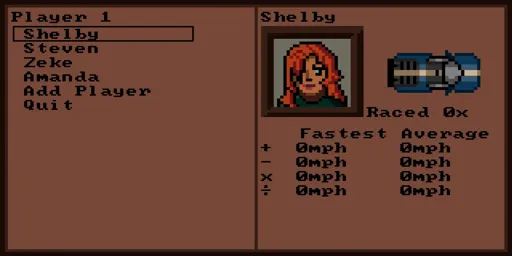 Player 1
Shelby
Steven
Zeke
Amanda
Add Player
Quit
Shelby
Raced 0x
Fastest Average
+ 0mph 0mph
- 0mph 0mph
x 0mph 0mph
÷ 0mph 0mph